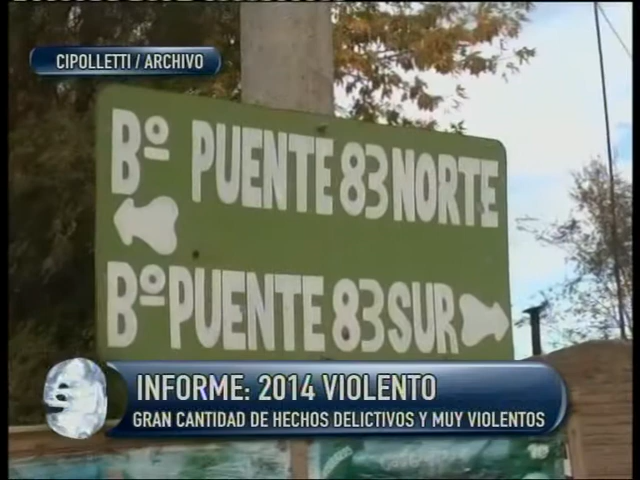 CIPOLLETTI / ARCHIVO
Bº PUENTE 83 NORTE
Bº PUENTE 83 SUR
INFORME: 2014 VIOLENTO
GRAN CANTIDAD DE HECHOS DELICTIVOS Y MUY VIOLENTOS